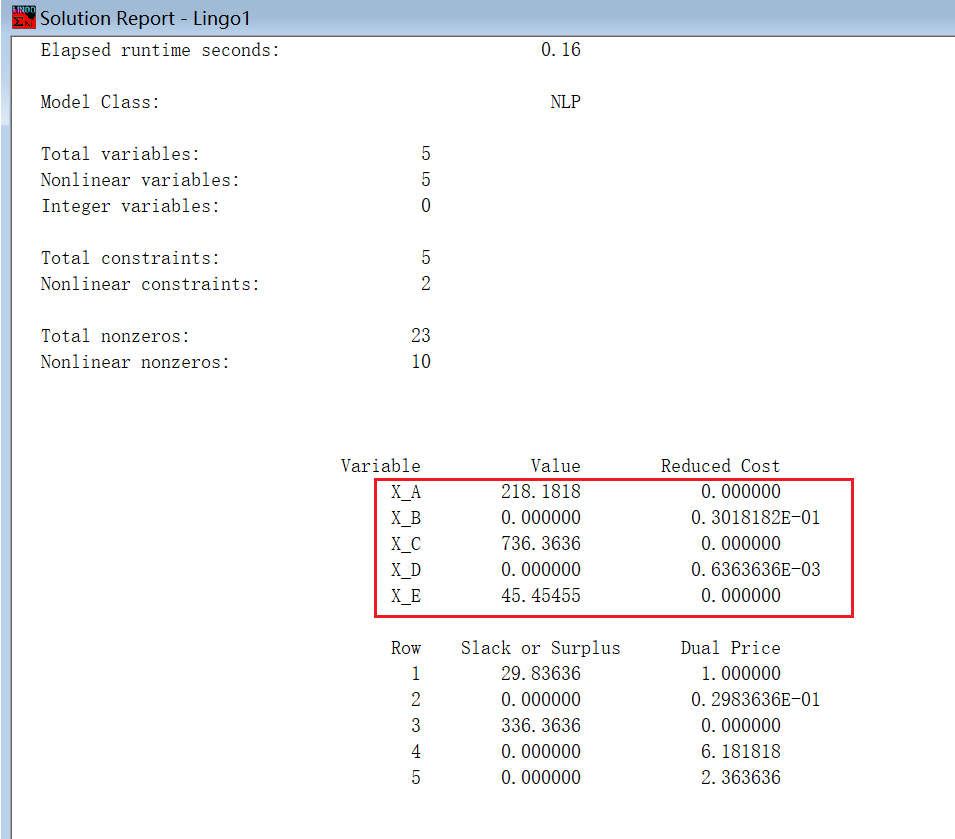 Solution Report - Lingo1
Elapsed runtime seconds: 0.16
Model Class: NLP
Total variables: 5
Nonlinear variables: 5
Integer variables: 0
Total constraints: 5
Nonlinear constraints: 2
Total nonzeros: 23
Nonlinear nonzeros: 10
Variable Value Reduced Cost
X_A 218.1818 0.000000
X_B 0.000000 0.3018182E-01
X_C 736.3636 0.000000
X_D 0.000000 0.6363636E-03
X_E 45.45455 0.000000
Row Slack or Surplus Dual Price
1 29.83636 1.000000
2 0.000000 0.2983636E-01
3 336.3636 0.000000
4 0.000000 6.181818
5 0.000000 2.363636